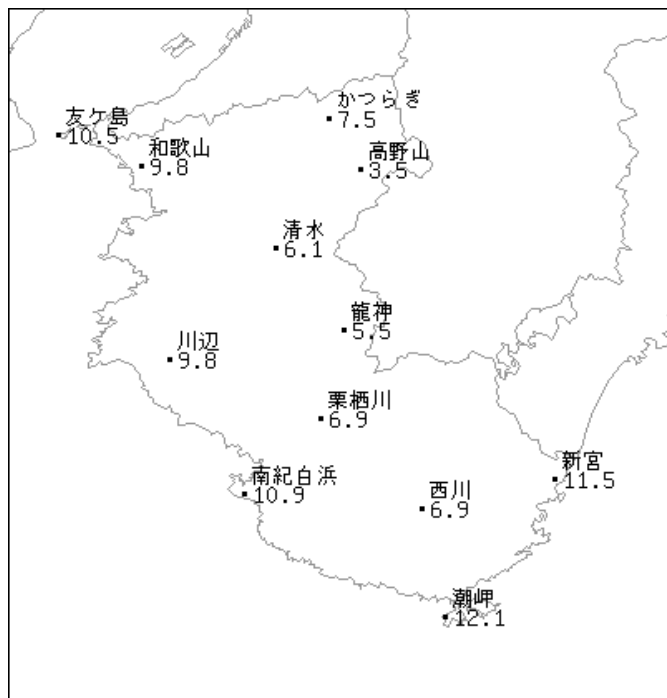 かつらぎ
7.5
友ケ島
10.5
和歌山
9.8
高野山
3.5
清水
6.1
龍神
5.5
川辺
9.8
栗栖川
6.9
南紀白浜
10.9
西川
6.9
新宮
11.5
潮岬
12.1